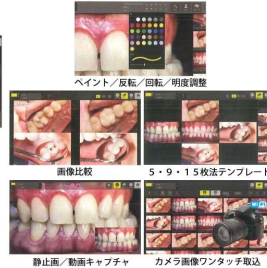 ペイント／反転／回転／明度調整
画像比較
５・９・１５枚法テンプレート
静止画／動画キャプチャ
カメラ画像ワンタッチ取込